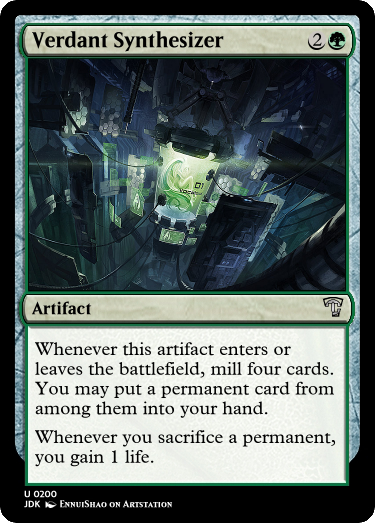 Verdant Synthesizer 2
Artifact
Whenever this artifact enters or
leaves the battlefield, mill four cards.
You may put a permanent card from
among them into your hand.
Whenever you sacrifice a permanent,
you gain 1 life.
U 0200
JDK EnnuiShao on Artstation